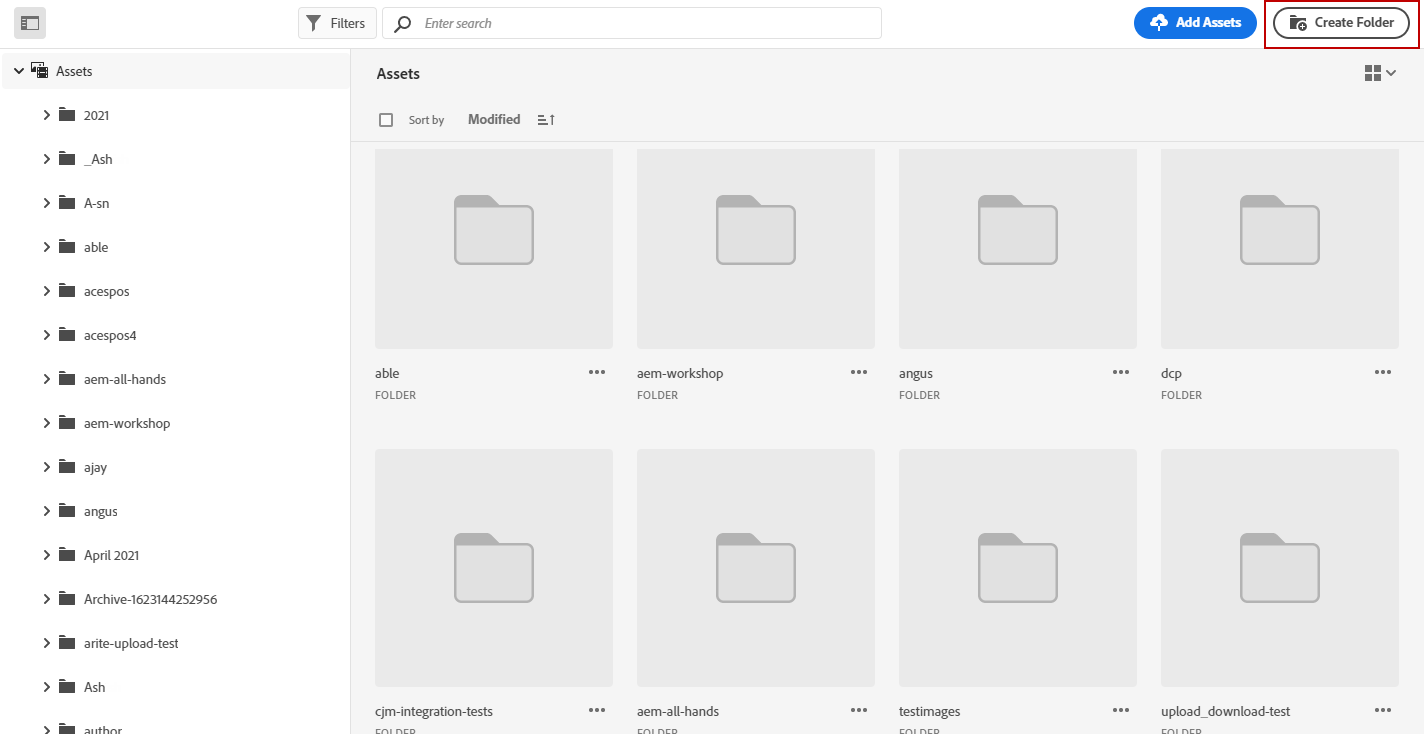 Filters
Enter search
Add Assets
Create Folder
Assets
2021
_Ash
A-sn
able
acespos
acespos4
aem-all-hands
aem-workshop
ajay
angus
April 2021
Archive-1623144252956
arite-upload-test
Ash
author
Assets
Sort by Modified
able
FOLDER
aem-workshop
FOLDER
angus
FOLDER
dcp
FOLDER
cjm-integration-tests
FOLDER
aem-all-hands
FOLDER
testimages
FOLDER
upload_download-test
FOLDER